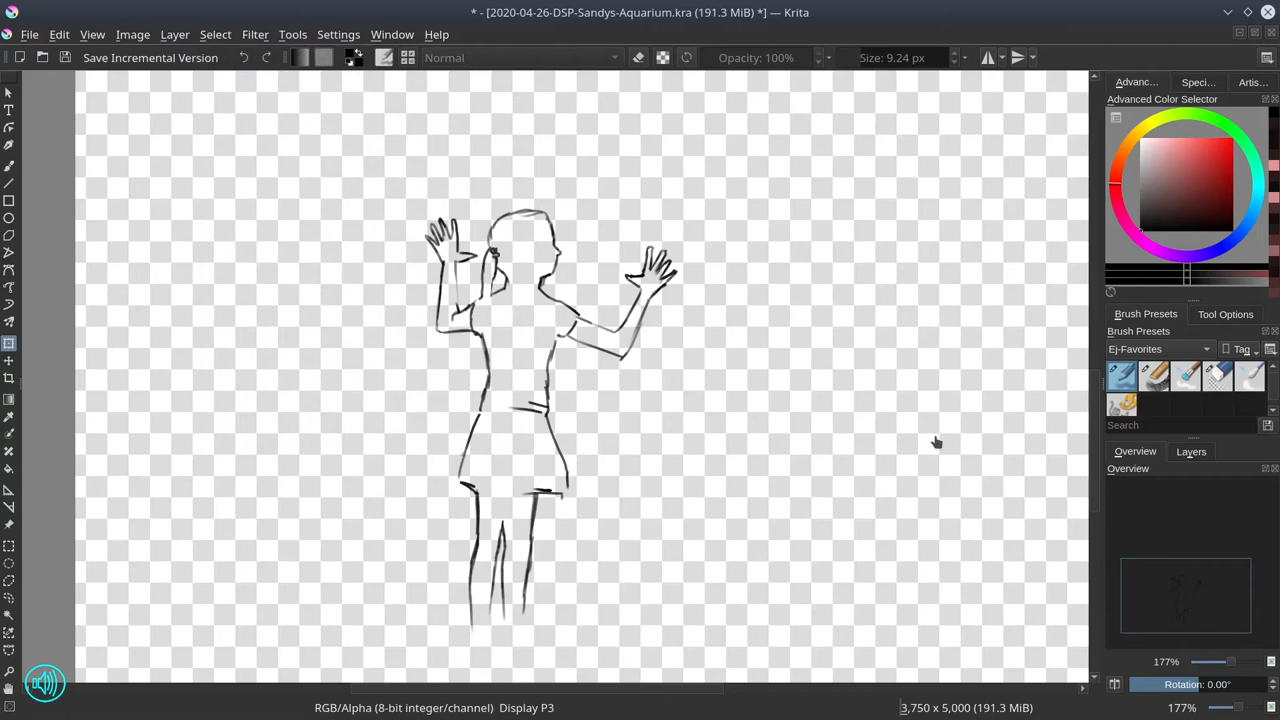 * - [2020-04-26-DSP-Sandys-Aquarium.kra (191.3 MiB) *] — Krita
File Edit View Image Layer Select Filter Tools Settings Window Help
Save Incremental Version Normal Opacity: 100% Size: 9.24 px
Advanc... Speci... Artis...
Advanced Color Selector
Brush Presets Tool Options
Brush Presets
Ej-Favorites Tag
Search
Overview Layers
Overview
177%
Rotation: 0.00°
RGB/Alpha (8-bit integer/channel) Display P3 3,750 x 5,000 (191.3 MiB) 177%